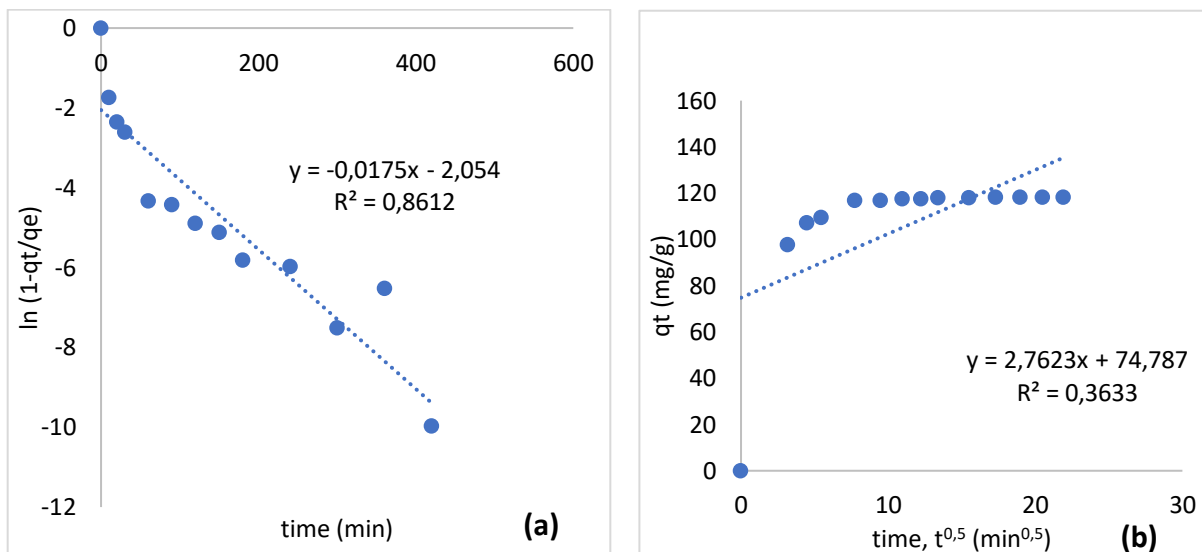 0
0
200
400
600
-2
-4
-6
-8
-10
-12
ln (1-qt/qe)
y = -0,0175x - 2,054
R² = 0,8612
time (min)
(a)
160
140
120
100
80
60
40
20
0
qt (mg/g)
y = 2,7623x + 74,787
R² = 0,3633
0
10
20
30
time, t^0,5 (min^0,5)
(b)